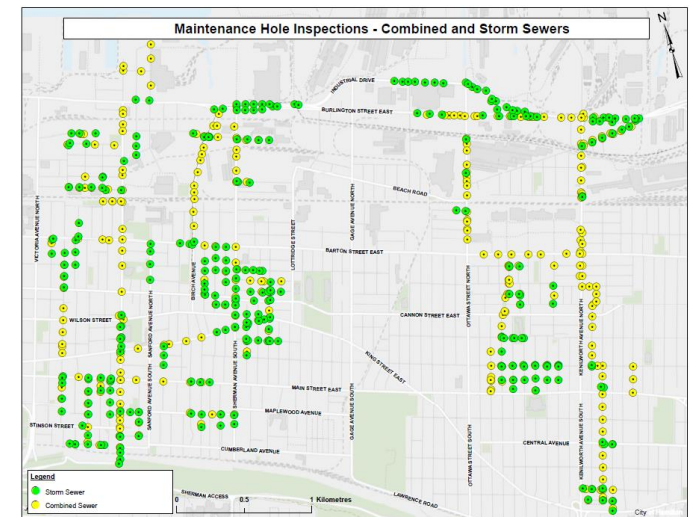 Maintenance Hole Inspections - Combined and Storm Sewers
N
INDUSTRIAL DRIVE
BURLINGTON STREET EAST
BEACH ROAD
VICTORIA AVENUE NORTH
GAGE AVENUE NORTH
LOTTRIDGE STREET
BARTON STREET EAST
BIRCH AVENUE
SANFORD AVENUE NORTH
OTTAWA STREET NORTH
KENILWORTH AVENUE NORTH
CANNON STREET EAST
WILSON STREET
KING STREET EAST
SHERMAN AVENUE SOUTH
SANFORD AVENUE SOUTH
MAIN STREET EAST
MAPLEWOOD AVENUE
GAGE AVENUE SOUTH
STINSON STREET
CENTRAL AVENUE
OTTAWA STREET SOUTH
KENILWORTH AVENUE SOUTH
CUMBERLAND AVENUE
SHERMAN ACCESS
LAWRENCE ROAD
Legend
Storm Sewer
Combined Sewer
0 0.5 1 Kilometres
City